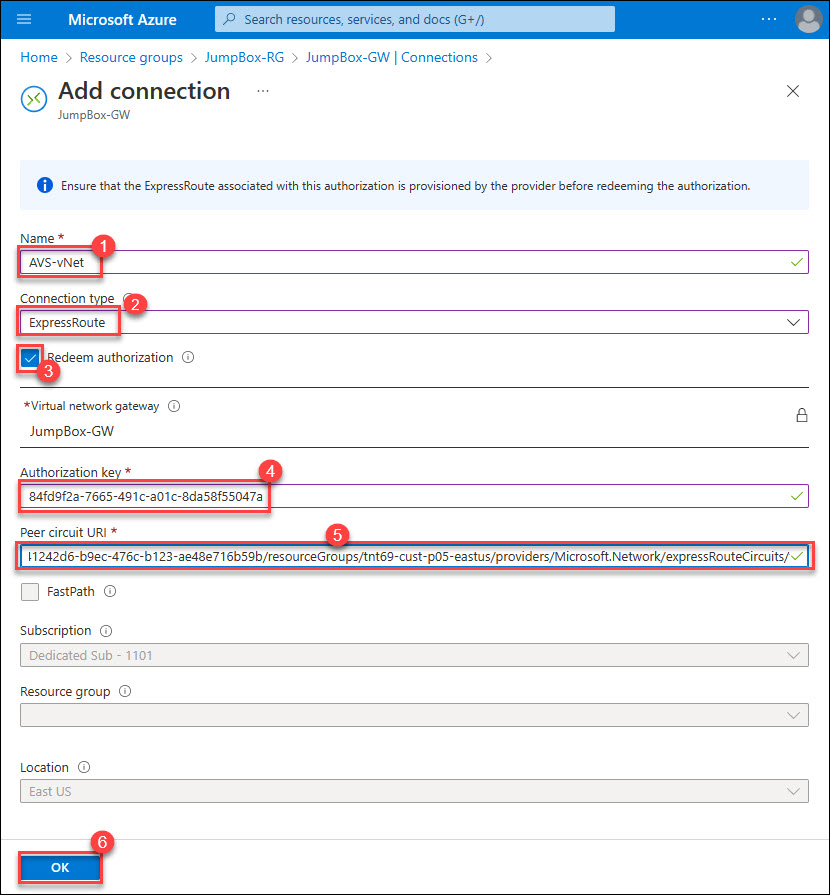 Microsoft Azure
Search resources, services, and docs (G+/)
...
Home > Resource groups > JumpBox-RG > JumpBox-GW | Connections >
Add connection ...
JumpBox-GW
Ensure that the ExpressRoute associated with this authorization is provisioned by the provider before redeeming the authorization.
Name *
1
AVS-vNet
Connection type
2
ExpressRoute
Redeem authorization
3
*Virtual network gateway
JumpBox-GW
Authorization key *
4
84fd9f2a-7665-491c-a01c-8da58f55047a
Peer circuit URI *
5
1242d6-b9ec-476c-b123-ae48e716b59b/resourceGroups/tnt69-cust-p05-eastus/providers/Microsoft.Network/expressRouteCircuits/
FastPath
Subscription
Dedicated Sub - 1101
Resource group
Location
East US
6
OK